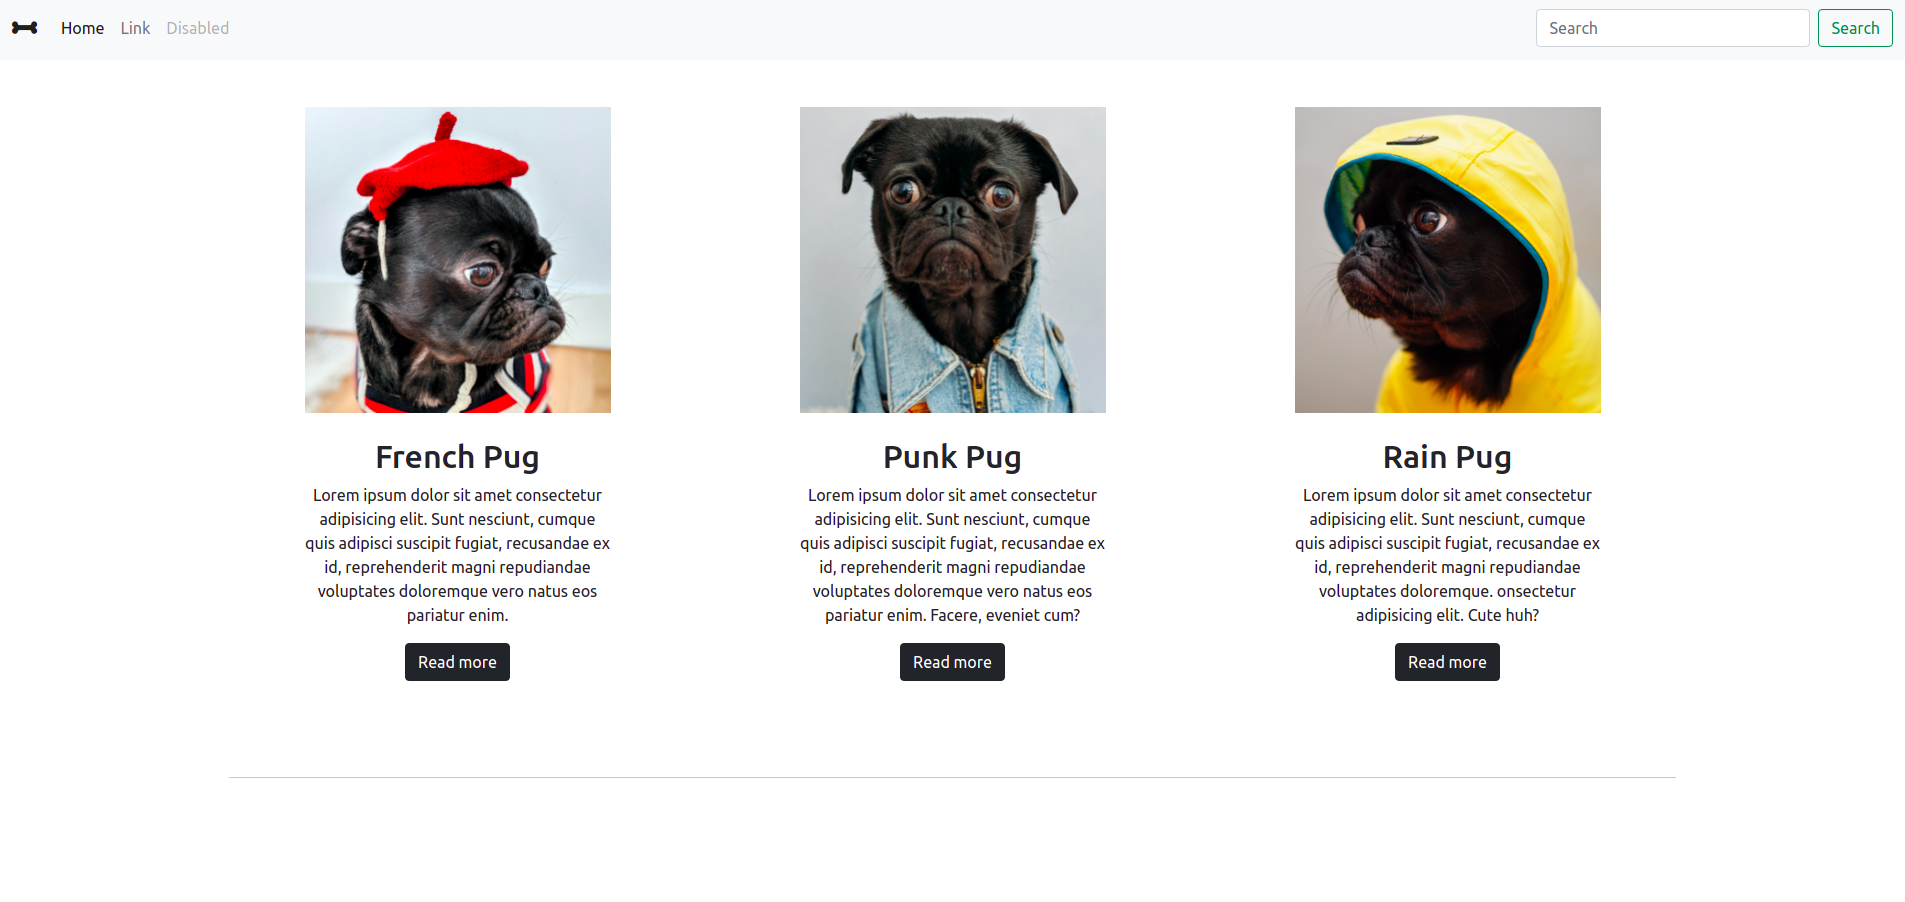 Home Link Disabled Search Search
French Pug
Lorem ipsum dolor sit amet consectetur
adipisicing elit. Sunt nesciunt, cumque
quis adipisci suscipit fugiat, recusandae ex
id, reprehenderit magni repudiandae
voluptates doloremque vero natus eos
pariatur enim.
Read more
Punk Pug
Lorem ipsum dolor sit amet consectetur
adipisicing elit. Sunt nesciunt, cumque
quis adipisci suscipit fugiat, recusandae ex
id, reprehenderit magni repudiandae
voluptates doloremque vero natus eos
pariatur enim. Facere, eveniet cum?
Read more
Rain Pug
Lorem ipsum dolor sit amet consectetur
adipisicing elit. Sunt nesciunt, cumque
quis adipisci suscipit fugiat, recusandae ex
id, reprehenderit magni repudiandae
voluptates doloremque. onsectetur
adipisicing elit. Cute huh?
Read more